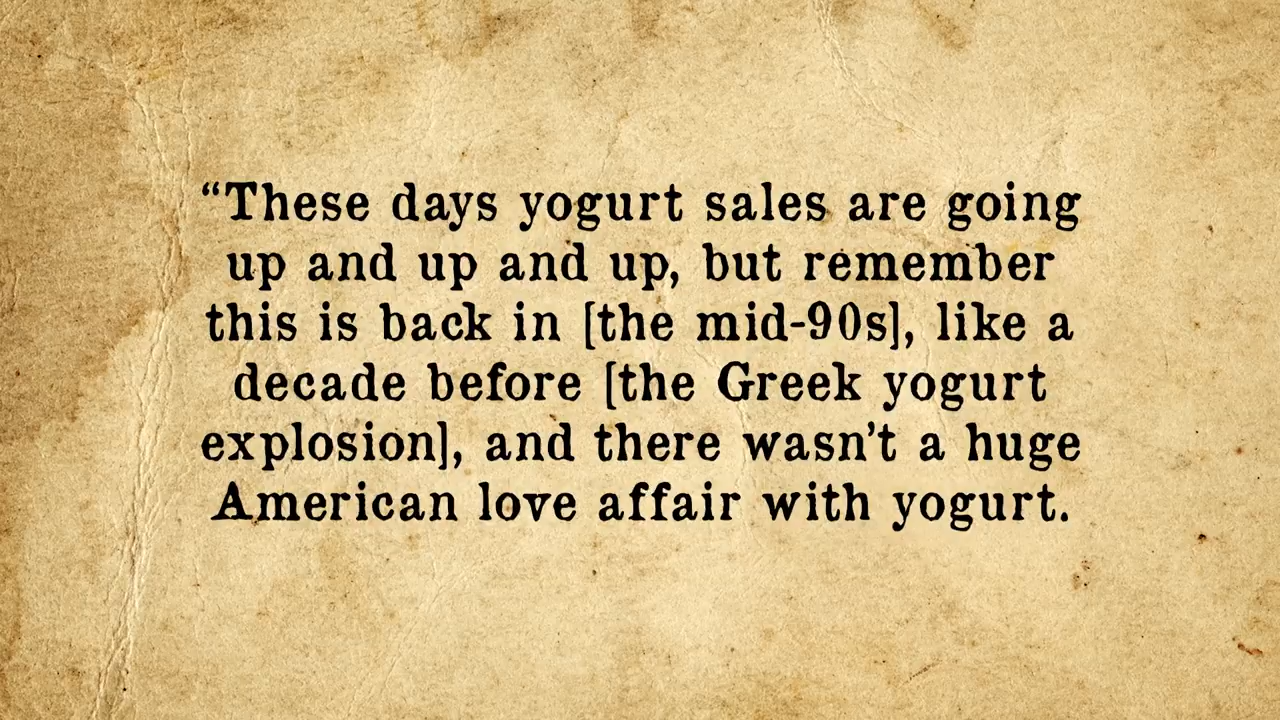 “These days yogurt sales are going
up and up and up, but remember
this is back in [the mid-90s], like a
decade before [the Greek yogurt
explosion], and there wasn’t a huge
American love affair with yogurt.